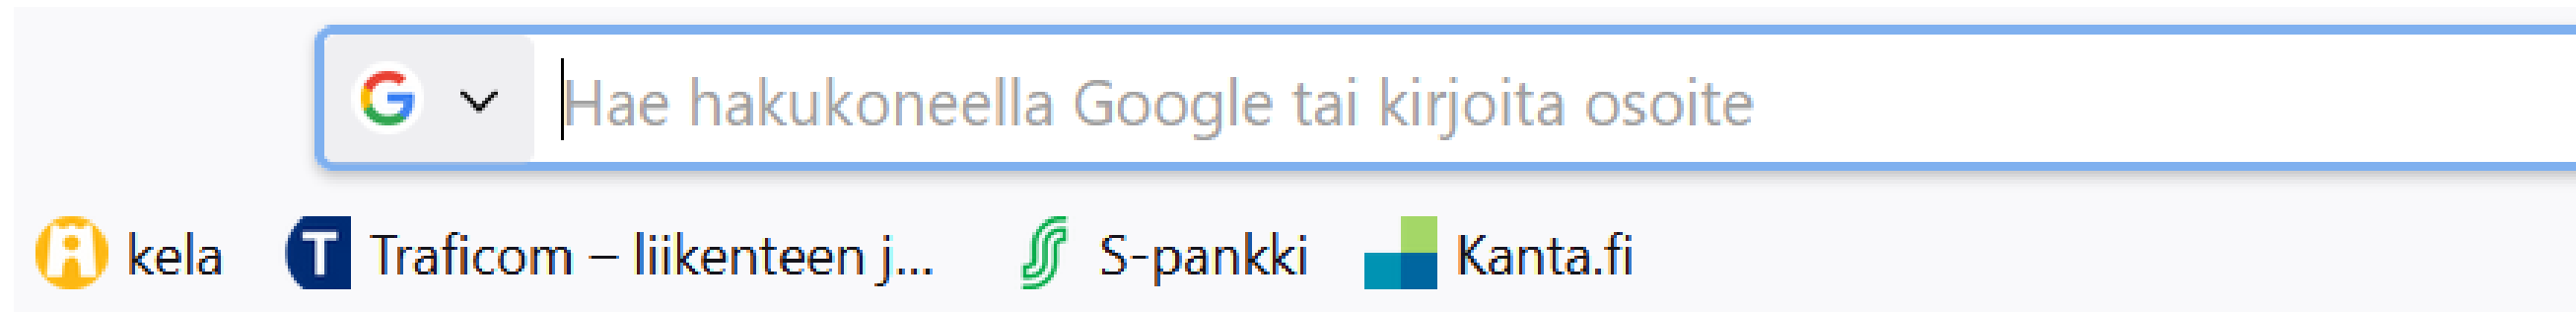 Hae hakukoneella Google tai kirjoita osoite
kela Traficom – liikenteen j... S-pankki Kanta.fi